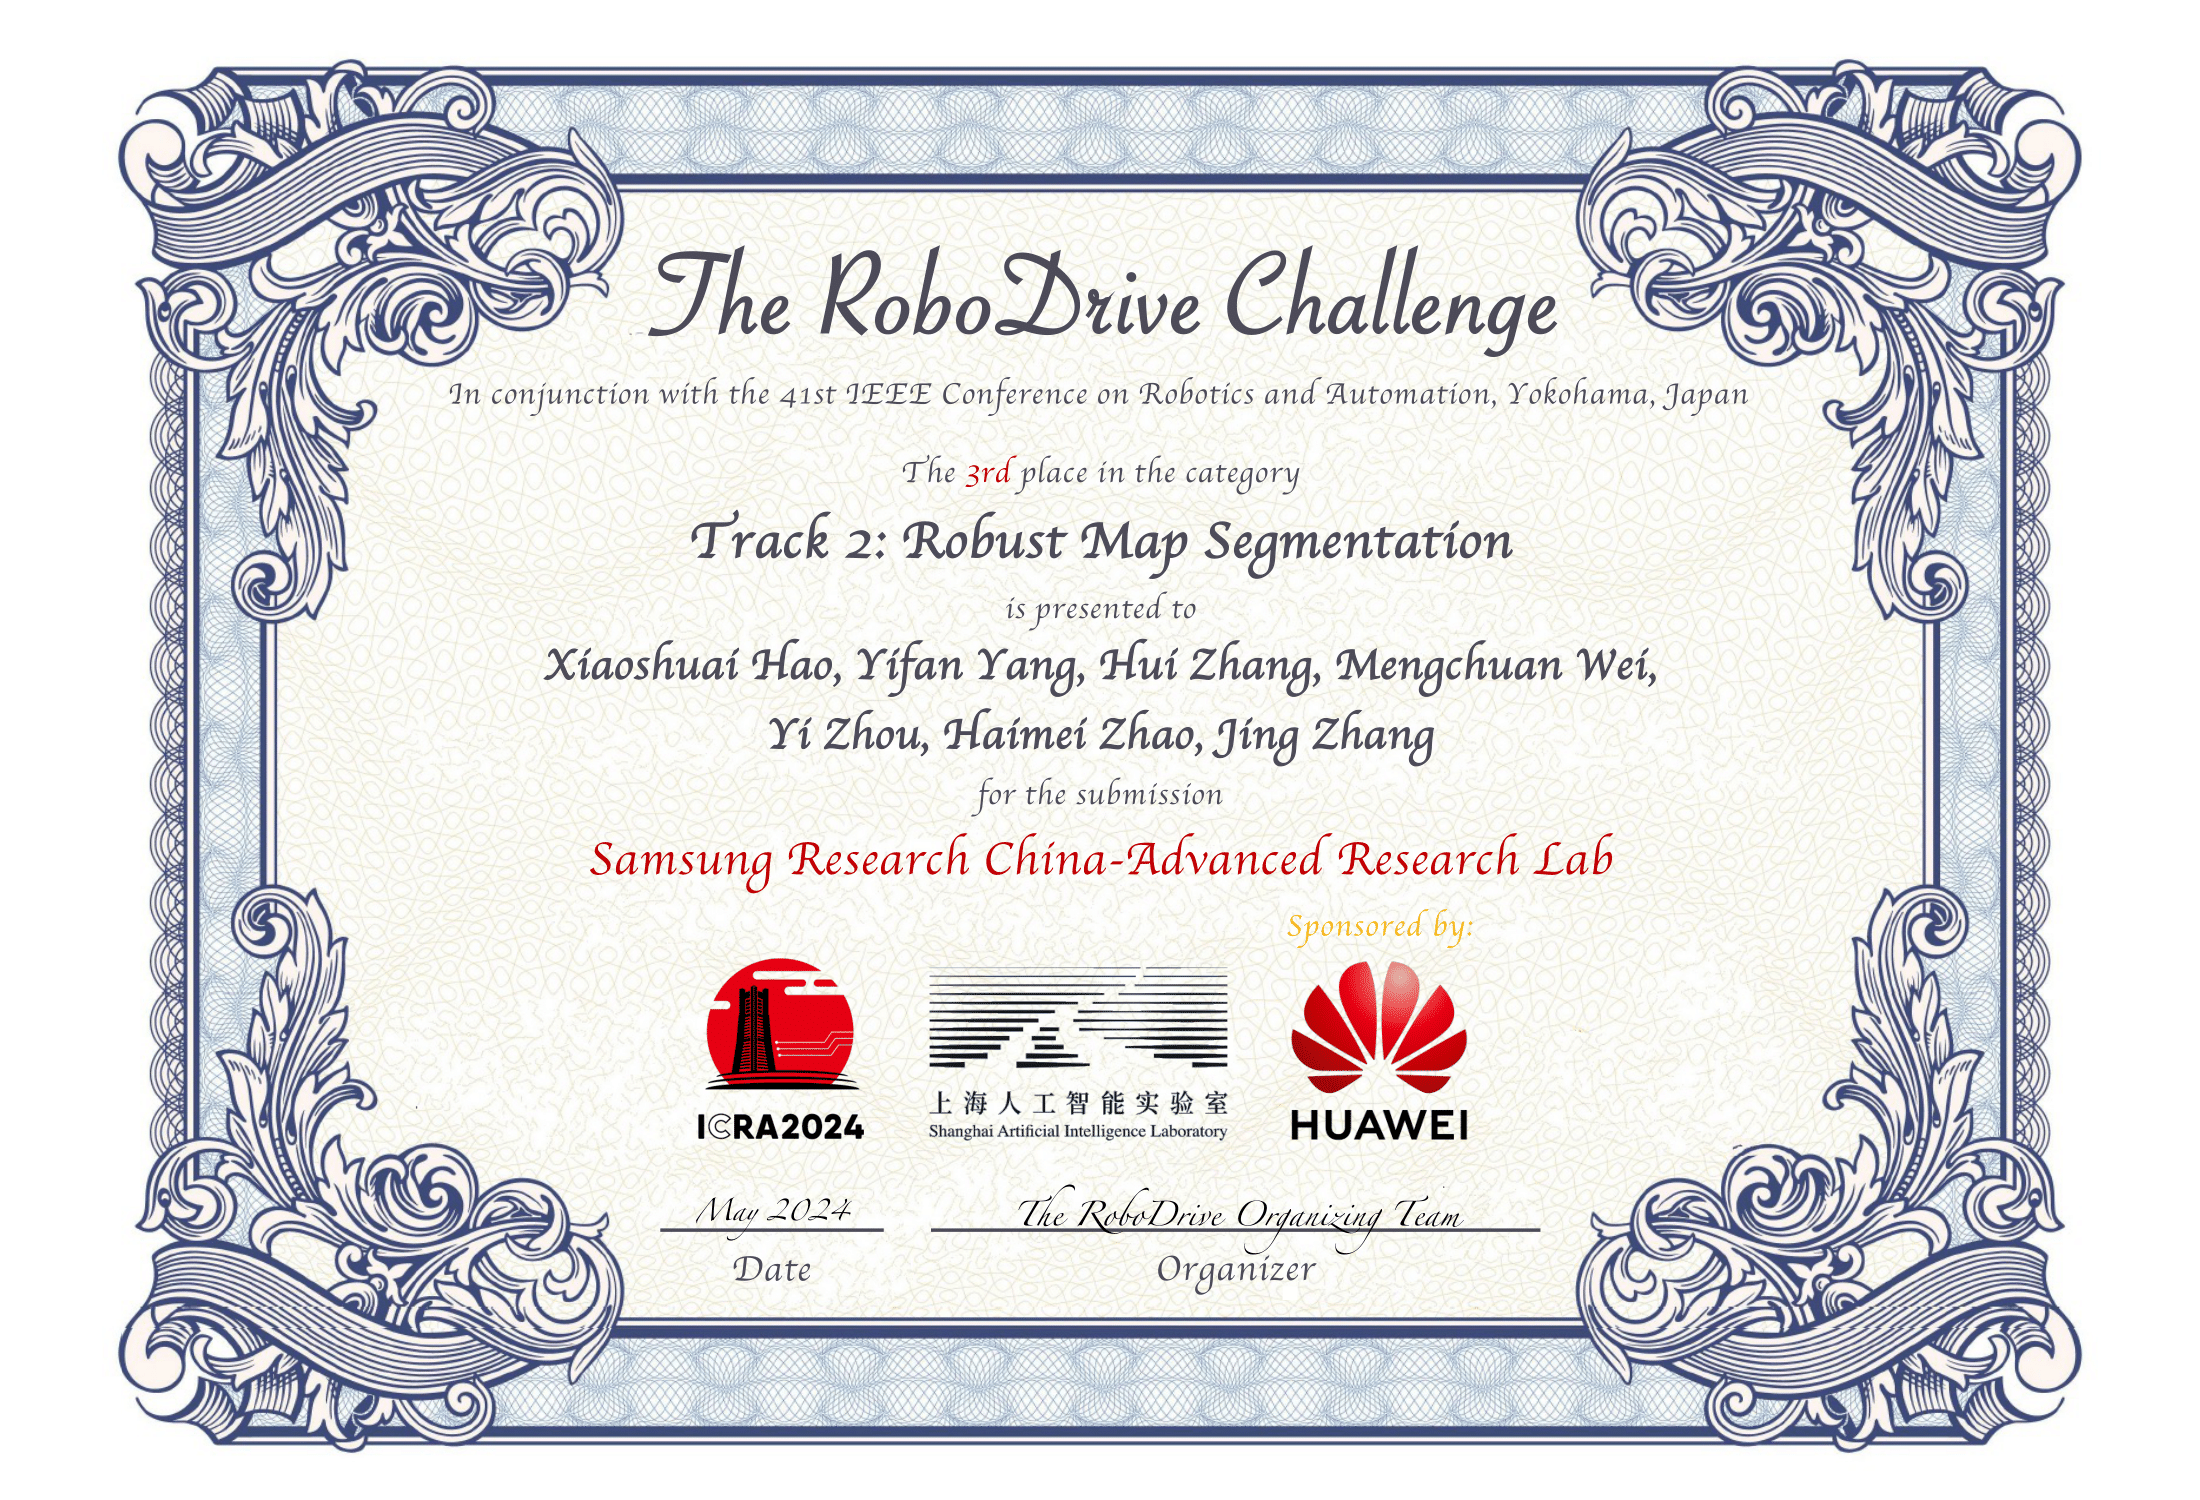 The RoboDrive Challenge
In conjunction with the 41st IEEE Conference on Robotics and Automation, Yokohama, Japan
The 3rd place in the category
Track 2: Robust Map Segmentation
is presented to
Xiaoshuai Hao, Yifan Yang, Hui Zhang, Mengchuan Wei,
Yi Zhou, Haimei Zhao, Jing Zhang
for the submission
Samsung Research China-Advanced Research Lab
Sponsored by:
ICRA2024
上海人工智能实验室
Shanghai Artificial Intelligence Laboratory
HUAWEI
May 2024
The RoboDrive Organizing Team
Date
Organizer